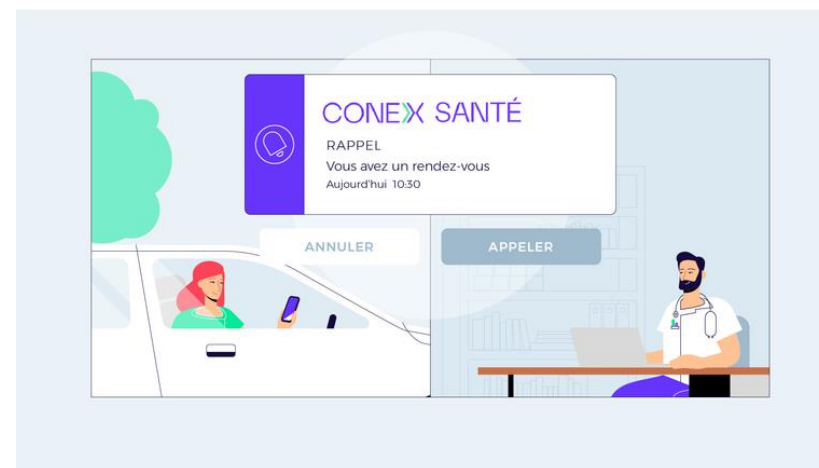 CONEX SANTÉ
RAPPEL
Vous avez un rendez-vous
Aujourd'hui 10:30
ANNULER
APPELER